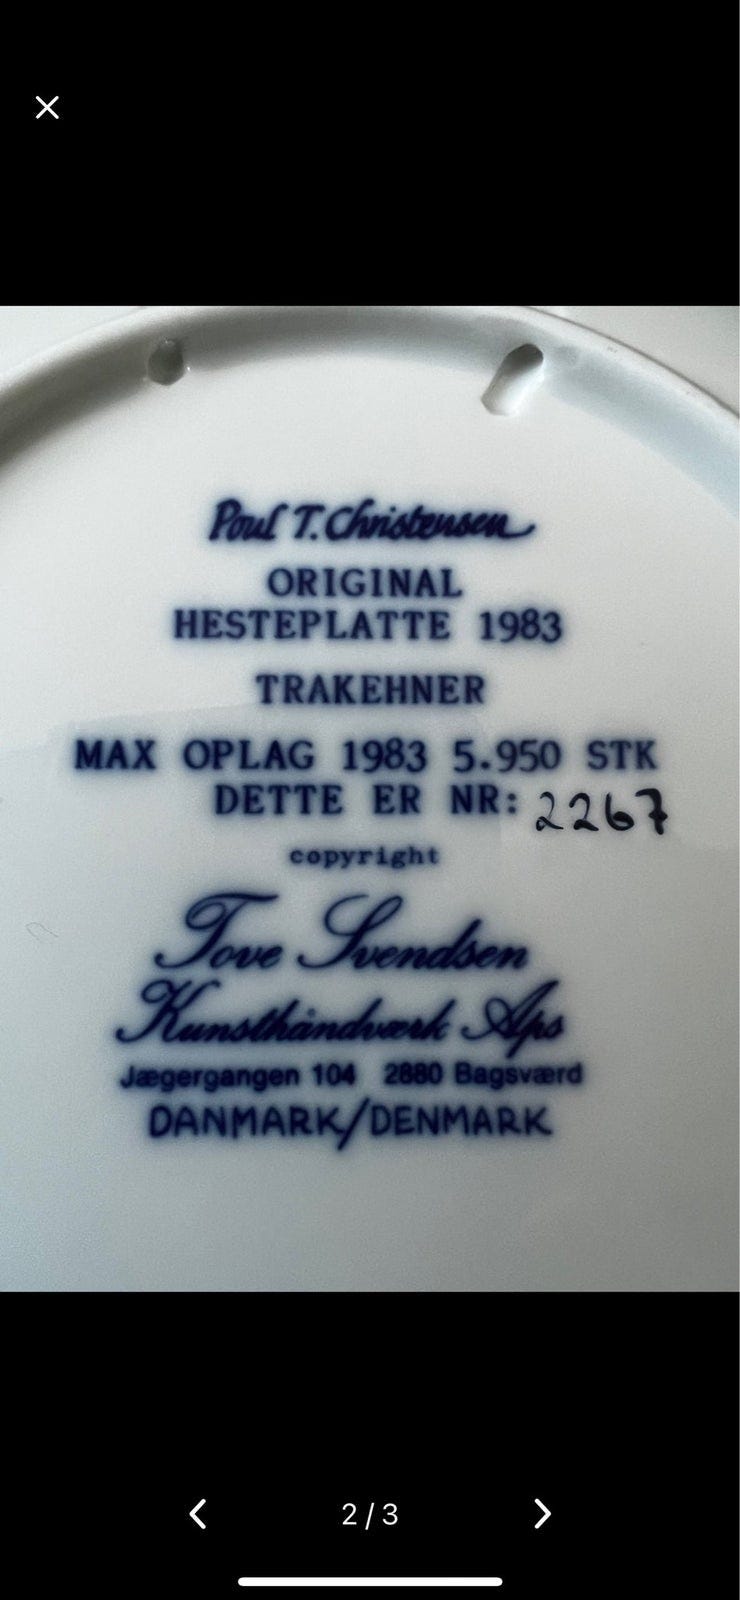 Poul T. Christensen
ORIGINAL
HESTEPLATTE 1983
TRAKEHNER
MAX OPLAG 1983 5.950 STK
DETTE ER NR: 2267
copyright
Tove Svendsen
Kunsthåndværk Aps
Jægergangen 104 2880 Bagsværd
DANMARK/DENMARK
2 / 3